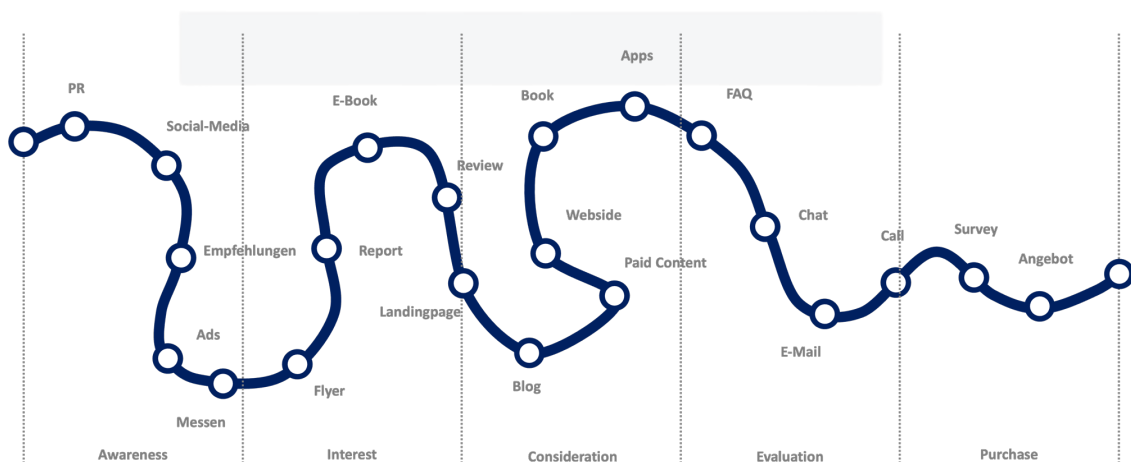 PR
Social-Media
Empfehlungen
Ads
Messen
Flyer
Report
E-Book
Review
Landingpage
Blog
Paid Content
Webside
Book
Apps
FAQ
Chat
E-Mail
Call
Survey
Angebot
Awareness
Interest
Consideration
Evaluation
Purchase